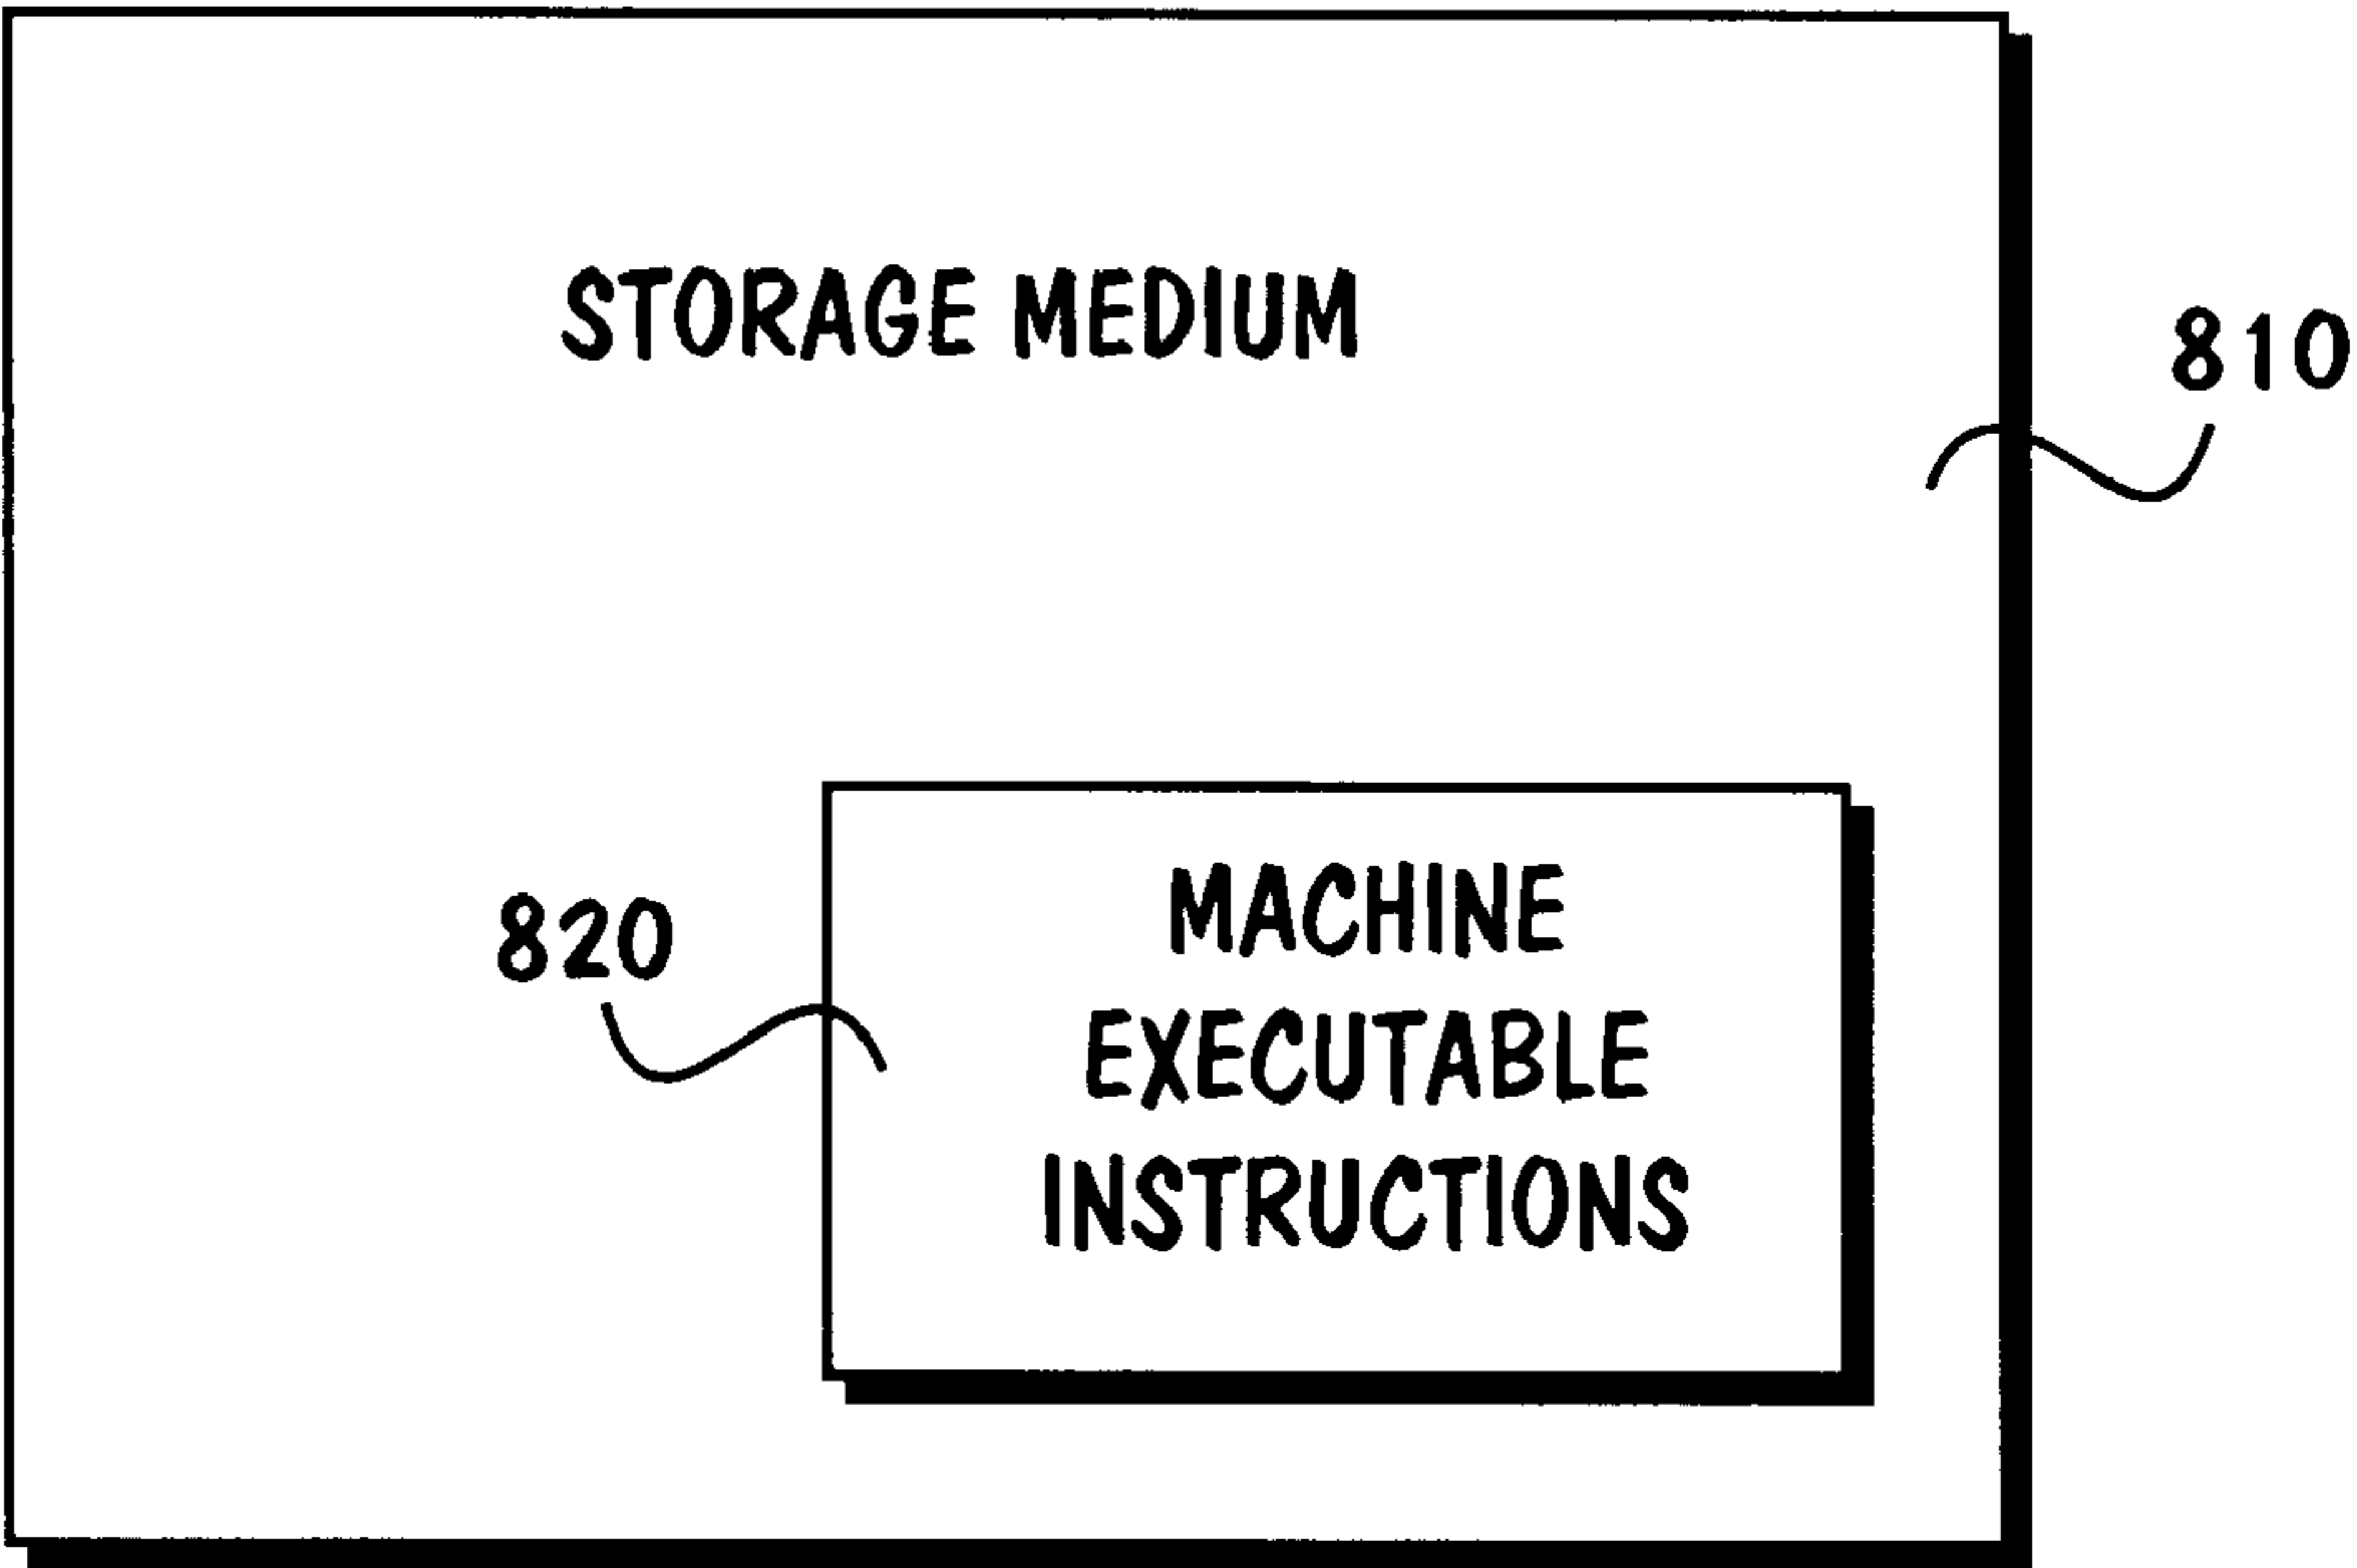 STORAGE MEDIUM
810
820
MACHINE
EXECUTABLE
INSTRUCTIONS